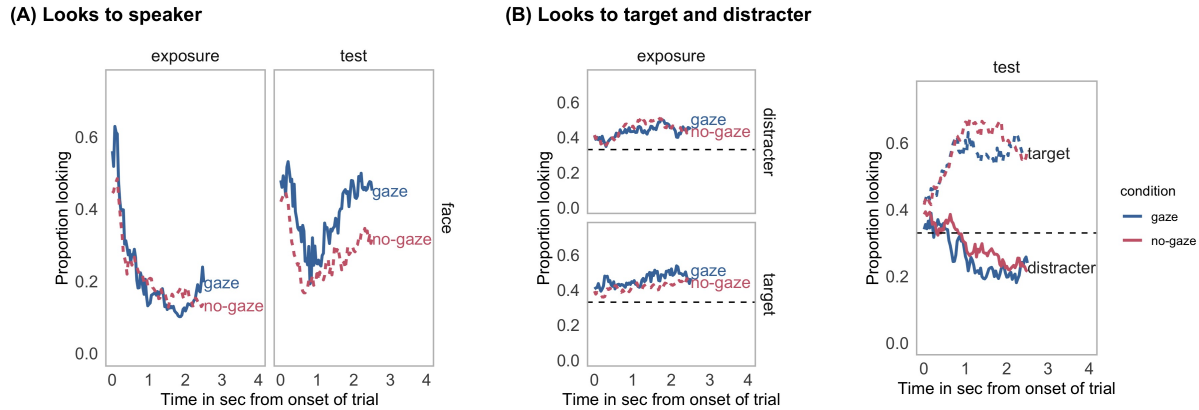 (A) Looks to speaker
(B) Looks to target and distracter
exposure
test
Proportion looking
0.6
0.4
0.2
0.0
gaze
no-gaze
gaze
no-gaze
face
0 1 2 3 4
0 1 2 3 4
Time in sec from onset of trial
exposure
Proportion looking
0.6
0.4
0.2
0.0
gaze
no-gaze
distracter
0.6
0.4
0.2
0.0
gaze
no-gaze
target
0 1 2 3 4
Time in sec from onset of trial
test
Proportion looking
0.6
0.4
0.2
0.0
target
distracter
0 1 2 3 4
Time in sec from onset of trial
condition
gaze
no-gaze